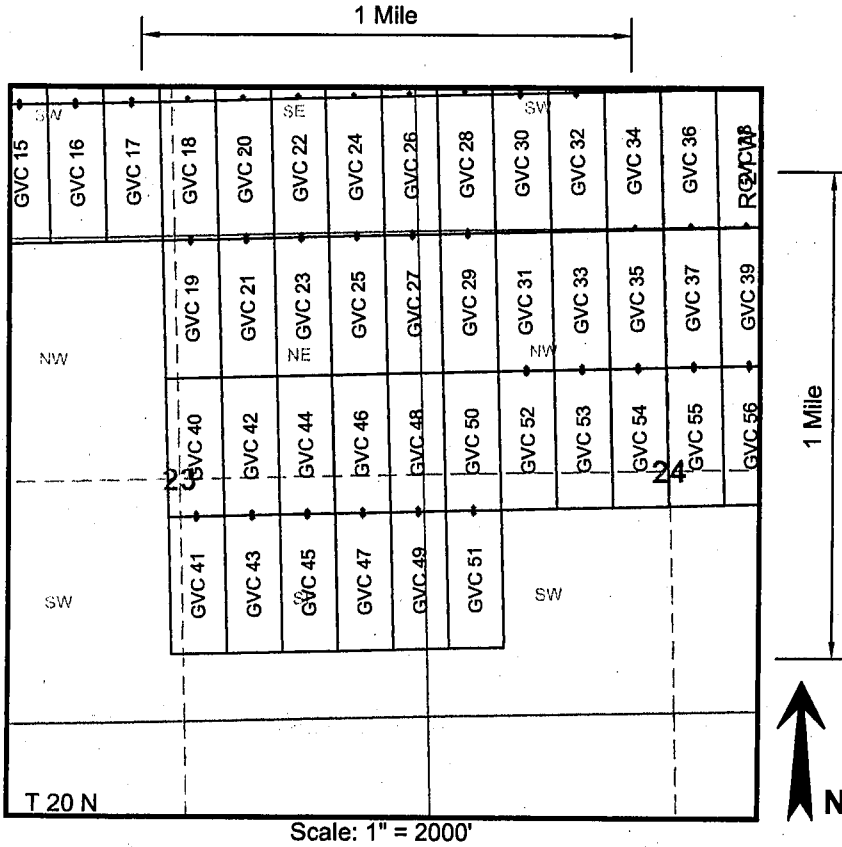 1 Mile
SW
SE
SW
GVC 15
GVC 16
GVC 17
GVC 18
GVC 20
GVC 22
GVC 24
GVC 26
GVC 28
GVC 30
GVC 32
GVC 34
GVC 36
GVC 19
GVC 21
GVC 23
GVC 25
GVC 27
GVC 29
GVC 31
GVC 33
GVC 35
GVC 37
GVC 39
NW
NE
NW
GVC 40
GVC 42
GVC 44
GVC 46
GVC 48
GVC 50
GVC 52
GVC 53
GVC 54
GVC 55
GVC 56
23
24
1 Mile
GVC 41
GVC 43
GVC 45
GVC 47
GVC 49
GVC 51
SW
SW
T 20 N
N
Scale: 1" = 2000'